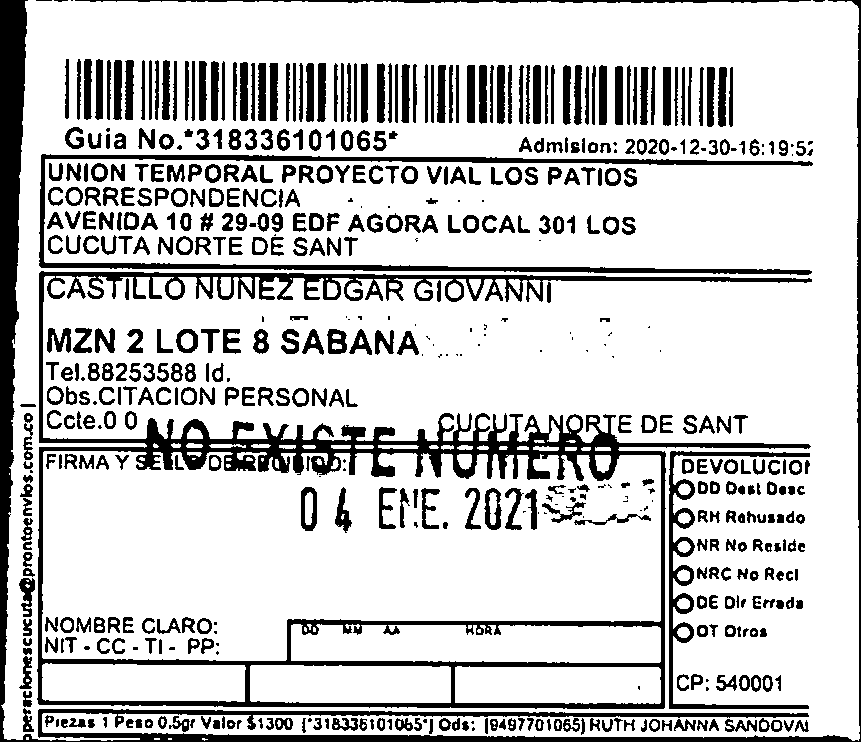 Guia No.*318336101065*
Admision: 2020-12-30-16:19:52
UNION TEMPORAL PROYECTO VIAL LOS PATIOS
CORRESPONDENCIA
AVENIDA 10 # 29-09 EDF AGORA LOCAL 301 LOS
CUCUTA NORTE DE SANT
CASTILLO NUNEZ EDGAR GIOVANNI
MZN 2 LOTE 8 SABANA
Tel.88253588 Id.
Obs.CITACION PERSONAL
Ccte.0 0
CUCUTA NORTE DE SANT
NO EXISTE NUMERO
FIRMA Y SELLO DE RECIBIDO:
04 ENE. 2021
DEVOLUCION
DD Dest Desc
RH Rehusado
NR No Reside
NRC No Recl
DE Dir Errada
OT Otros
NOMBRE CLARO:
NIT - CC - TI - PP:
DD MM AA HORA
CP: 540001
Piezas 1 Peso 0.5gr Valor $1300 [*318336101065*] Ods: [9497701065] RUTH JOHANNA SANDOVAL
operacionescucuta@prontoenvios.com.co